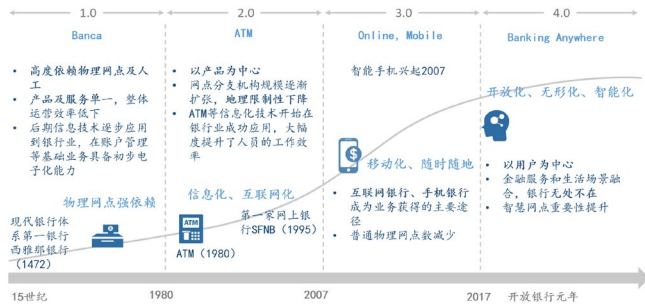 1.0
2.0
3.0
4.0
Banca
ATM
Online, Mobile
Banking Anywhere
• 高度依赖物理网点及人
工
• 产品及服务单一，整体
运营效率低下
• 后期信息技术逐步应用
到银行业，在账户管理
等基础业务具备初步电
子化能力
物理网点强依赖
现代银行体
系第一银行
西雅那银行
（1472）
• 以产品为中心
• 网点分支机构规模逐渐
扩张，地理限制性下降
• ATM等信息化技术开始在
银行业成功应用，大幅
度提升了人员的工作效
率
信息化、互联网化
ATM
ATM（1980）
第一家网上银
行SFNB（1995）
智能手机兴起2007
移动化、随时随地
• 互联网银行、手机银行
成为业务获得的主要途
径
• 普通物理网点数减少
开放化、无形化、智能化
• 以用户为中心
• 金融服务和生活场景融
合，银行无处不在
• 智慧网点重要性提升
15世纪
1980
2007
2017
开放银行元年